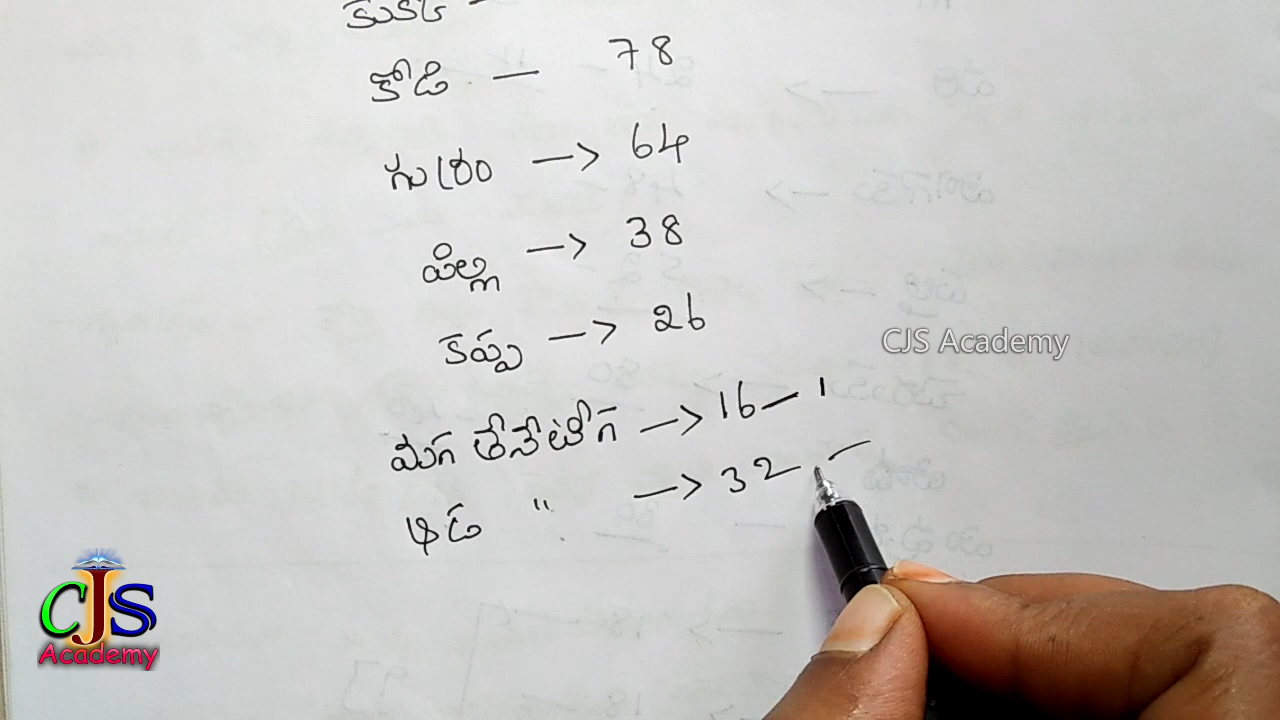 కుక్క —
కోడి — 78
గుర్రం —> 64
పిల్లి —> 38
కప్ప —> 26
CJS Academy
మగ తేనేటీగ —> 16 — 1
ఆడ " —> 32 —
CJS
Academy